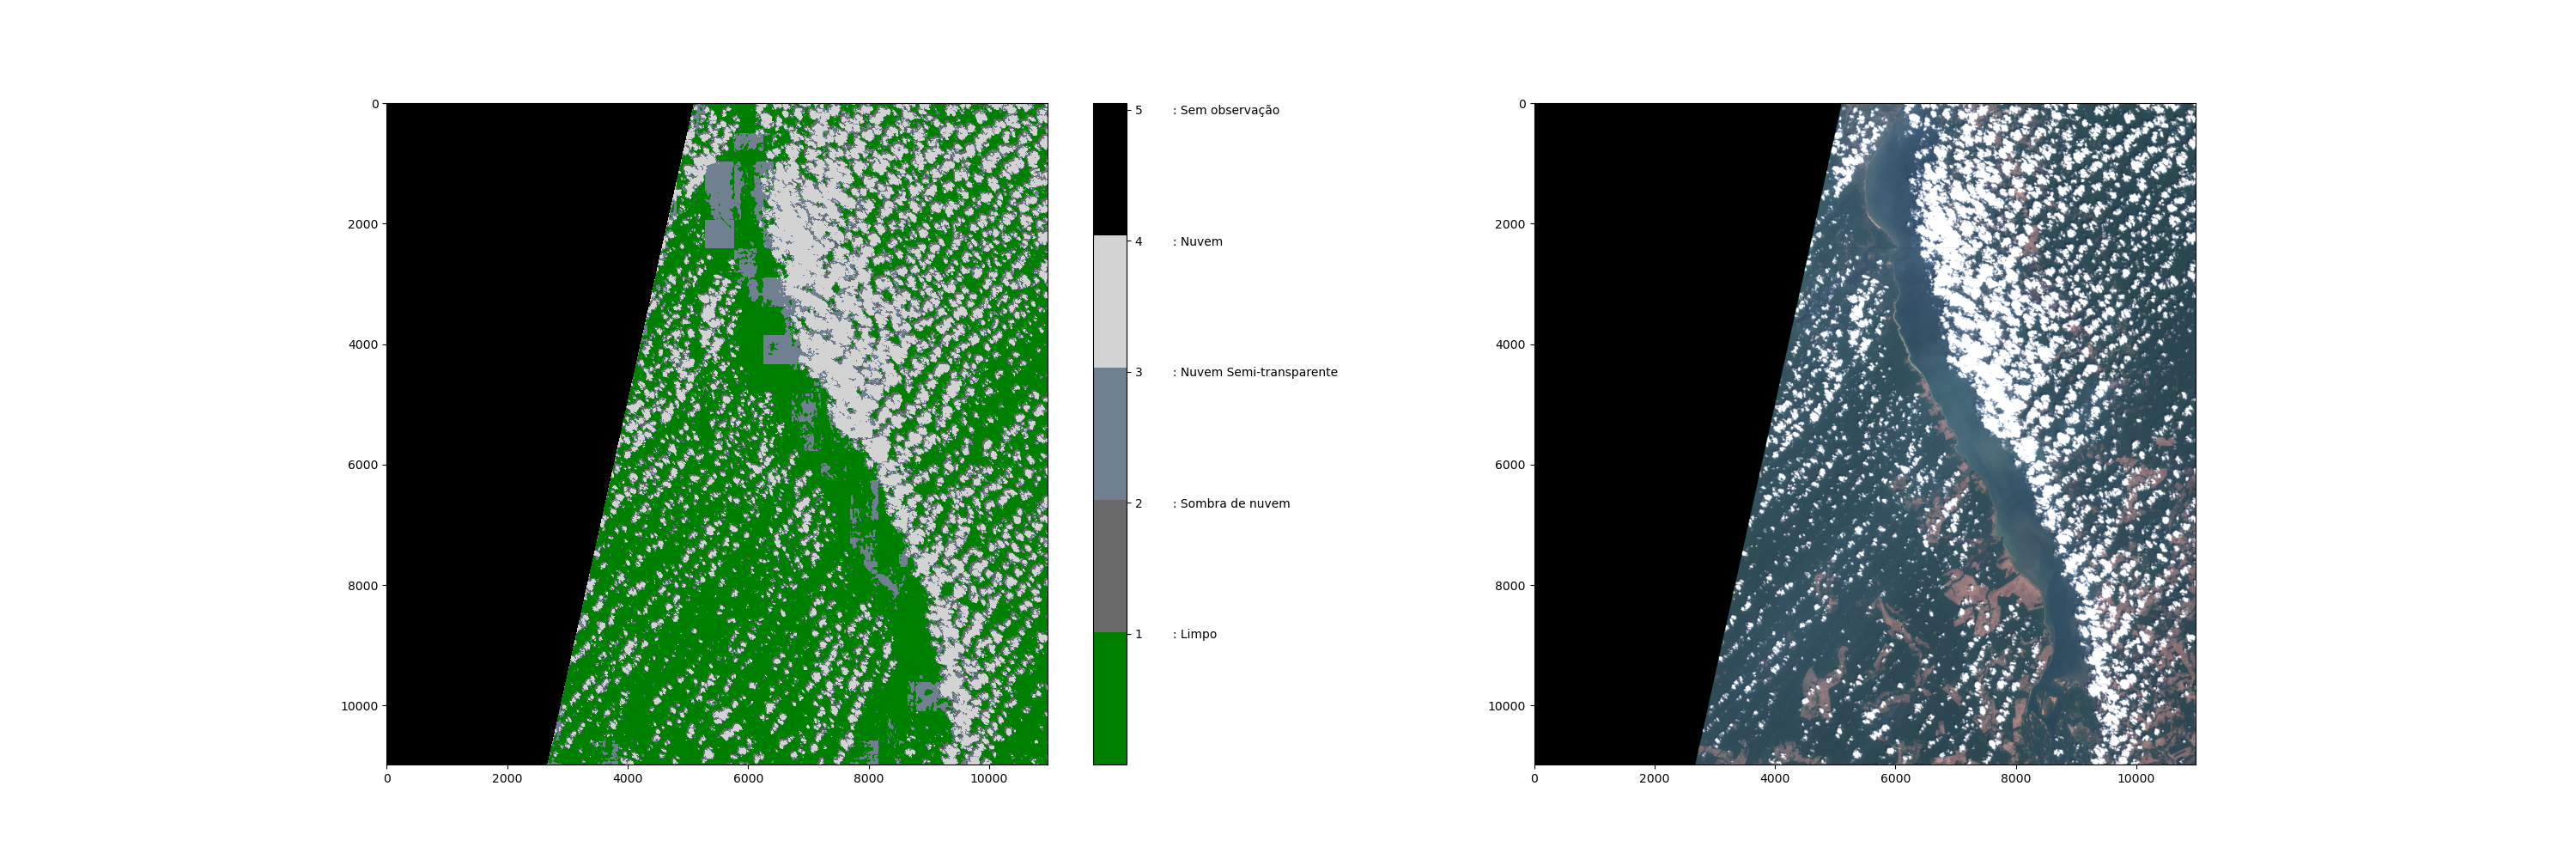 0
2000
4000
6000
8000
10000
0 2000 4000 6000 8000 10000
5 : Sem observação
4 : Nuvem
3 : Nuvem Semi-transparente
2 : Sombra de nuvem
1 : Limpo
0
2000
4000
6000
8000
10000
0 2000 4000 6000 8000 10000